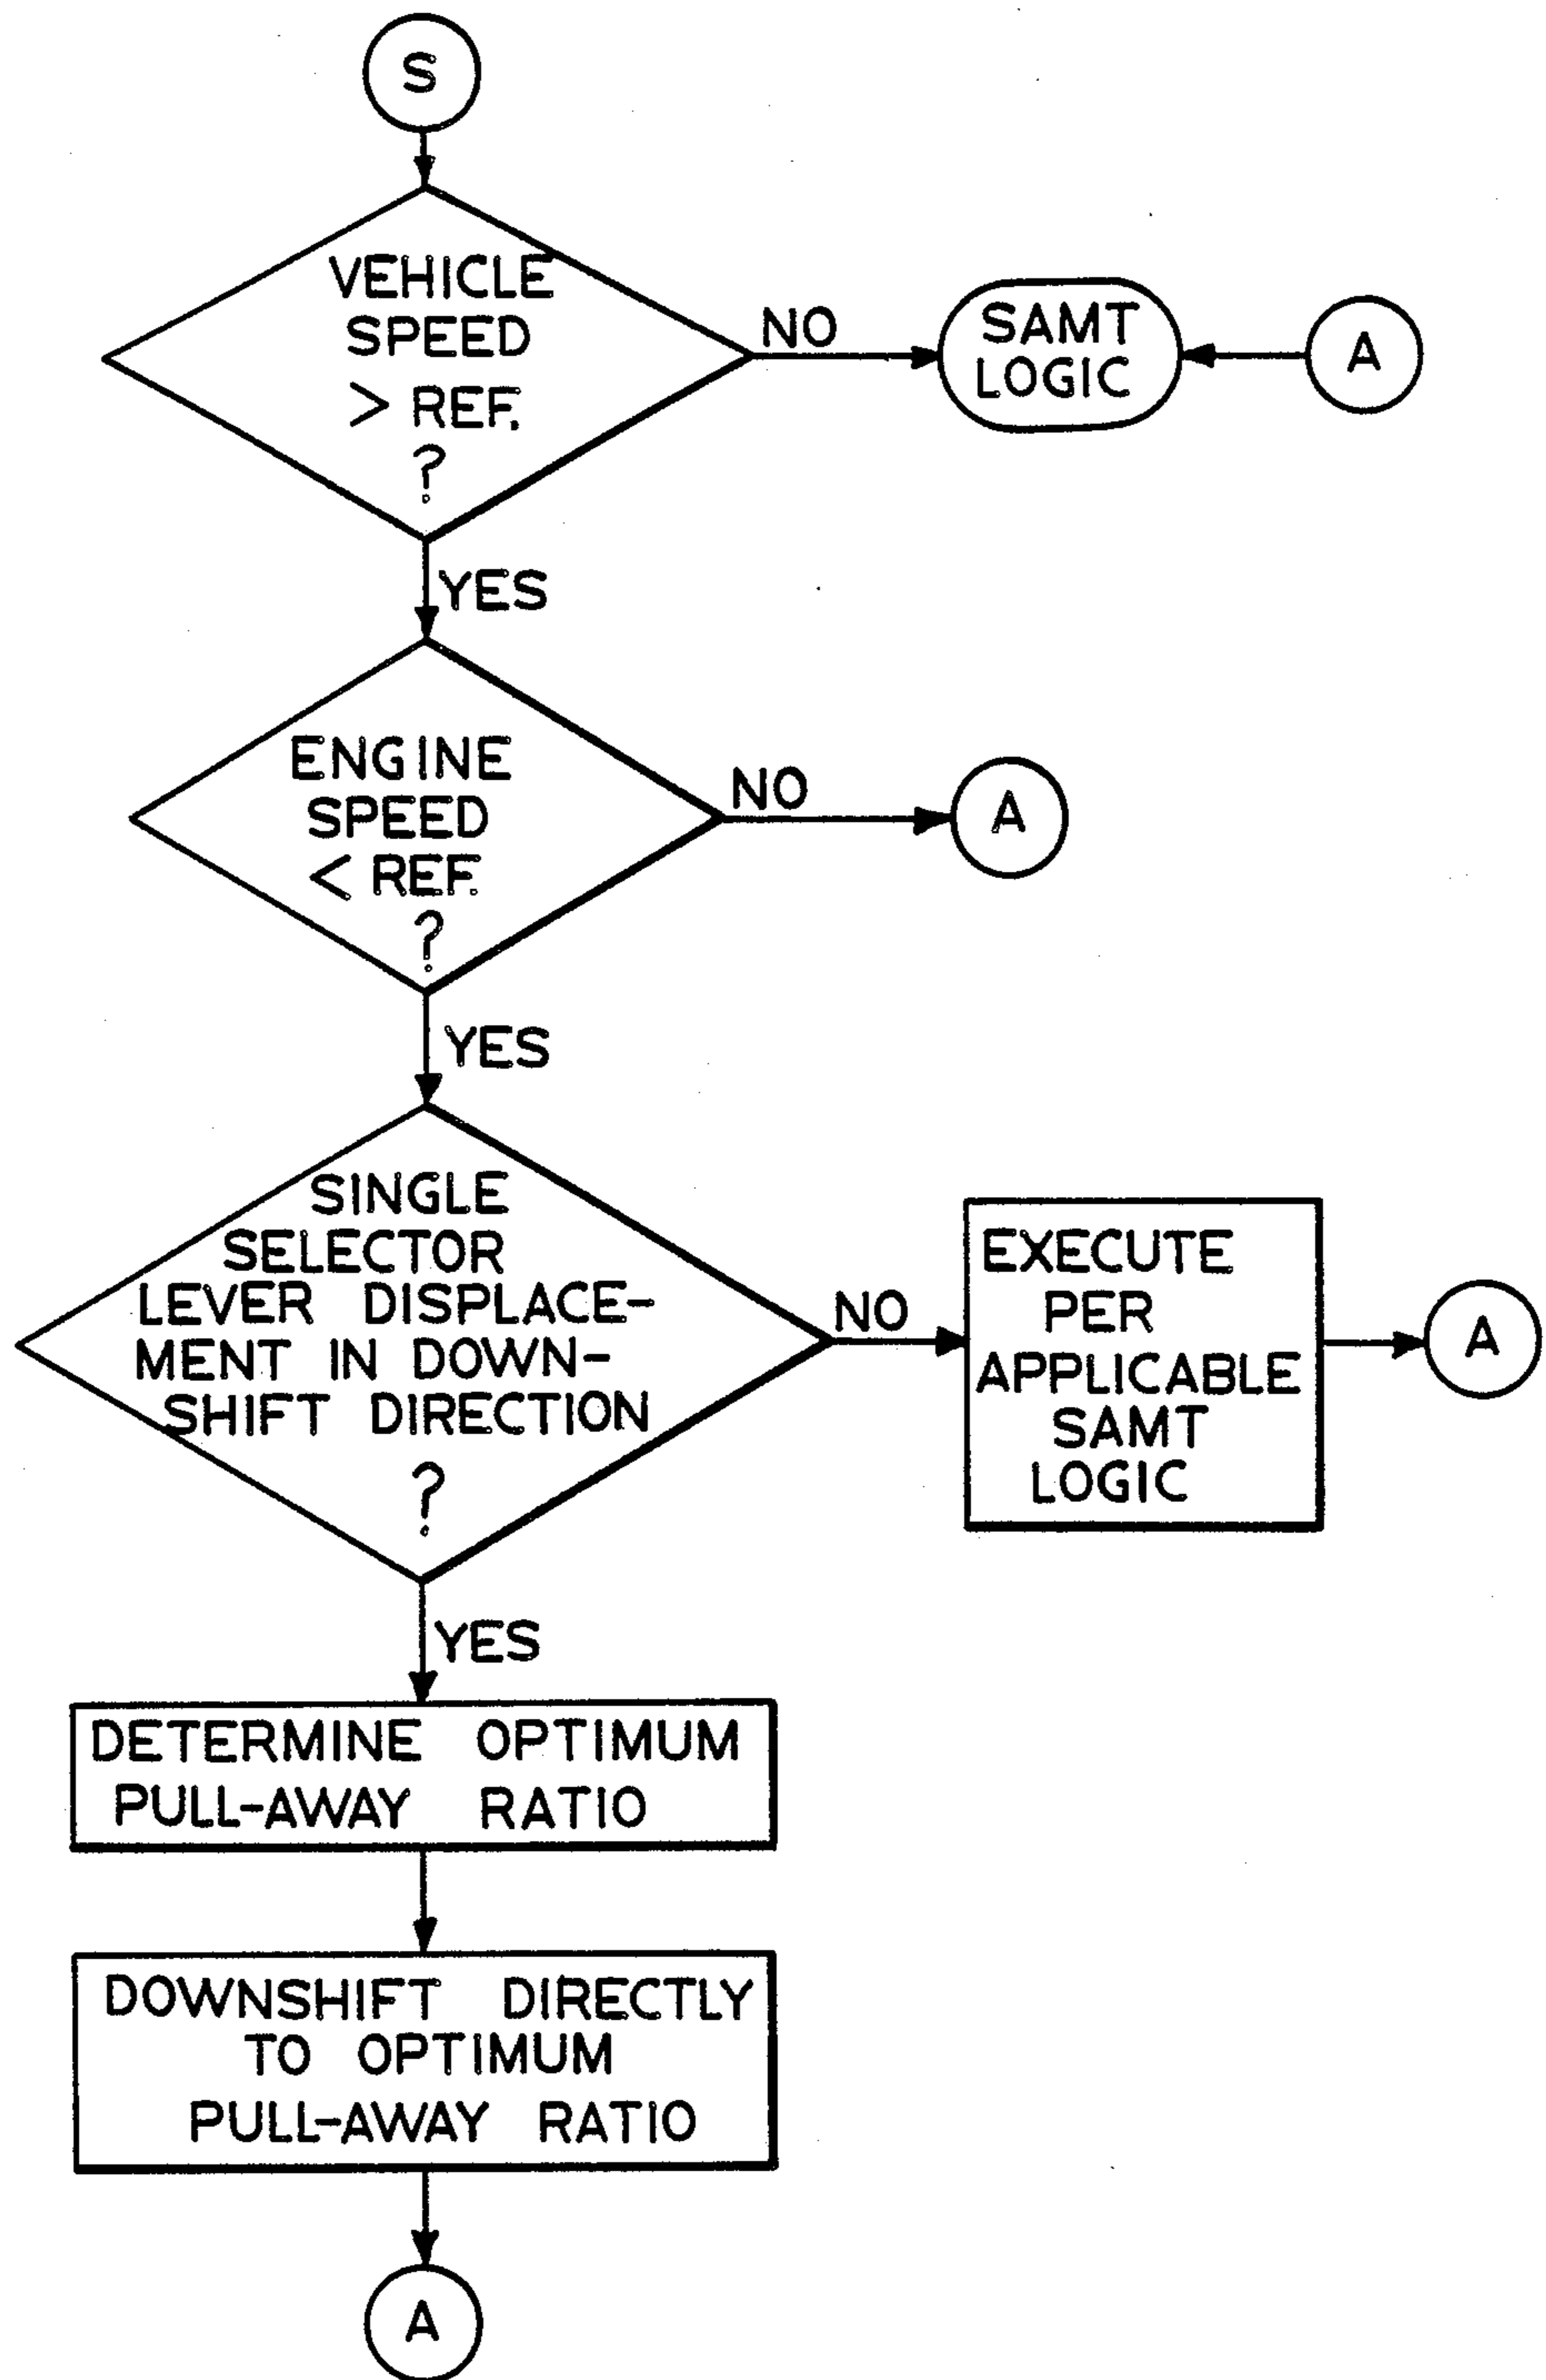 S
VEHICLE
SPEED
> REF.
?
NO
SAMT
LOGIC
A
YES
ENGINE
SPEED
< REF.
?
NO
A
YES
SINGLE
SELECTOR
LEVER DISPLACE-
MENT IN DOWN-
SHIFT DIRECTION
?
NO
EXECUTE
PER
APPLICABLE
SAMT
LOGIC
A
YES
DETERMINE OPTIMUM
PULL-AWAY RATIO
DOWNSHIFT DIRECTLY
TO OPTIMUM
PULL-AWAY RATIO
A